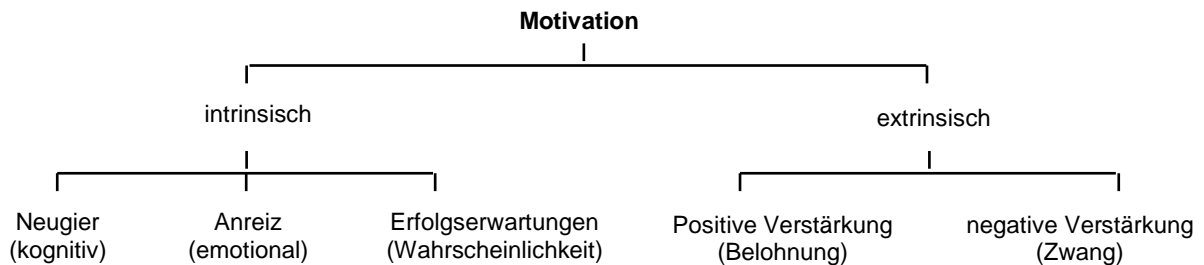 Motivation
intrinsisch
extrinsisch
Neugier
(kognitiv)
Anreiz
(emotional)
Erfolgserwartungen
(Wahrscheinlichkeit)
Positive Verstärkung
(Belohnung)
negative Verstärkung
(Zwang)